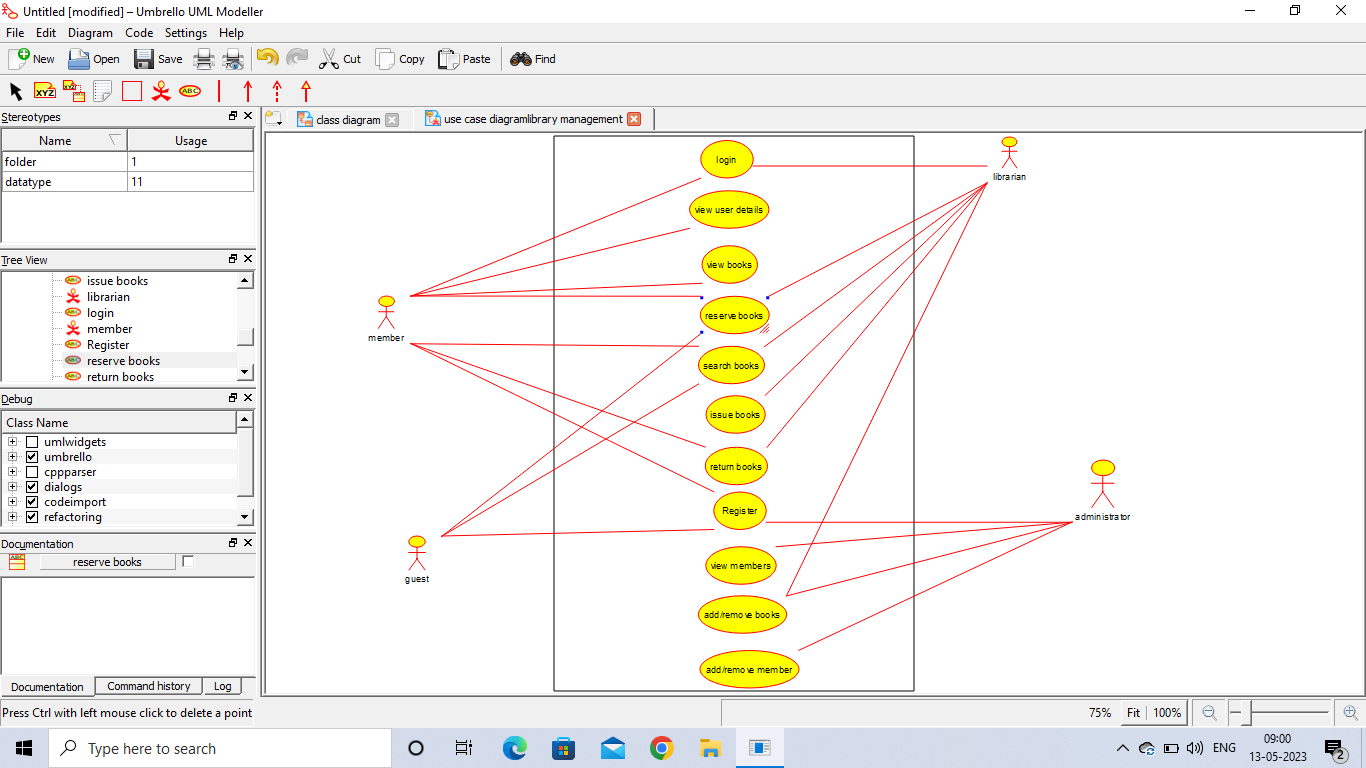 Untitled [modified] – Umbrello UML Modeller
File Edit Diagram Code Settings Help
New Open Save Cut Copy Paste Find
XYZ XYZ ABC
Stereotypes
Name Usage
folder 1
datatype 11
Tree View
issue books
librarian
login
member
Register
reserve books
return books
Debug
Class Name
umlwidgets
umbrello
cppparser
dialogs
codeimport
refactoring
Documentation
reserve books
Documentation Command history Log
class diagram
use case diagramlibrary management
login
librarian
view user details
view books
reserve books
member
search books
issue books
return books
Register
administrator
guest
view members
add/remove books
add/remove member
Press Ctrl with left mouse click to delete a point
75% Fit 100%
Type here to search
ENG
09:00
13-05-2023
2